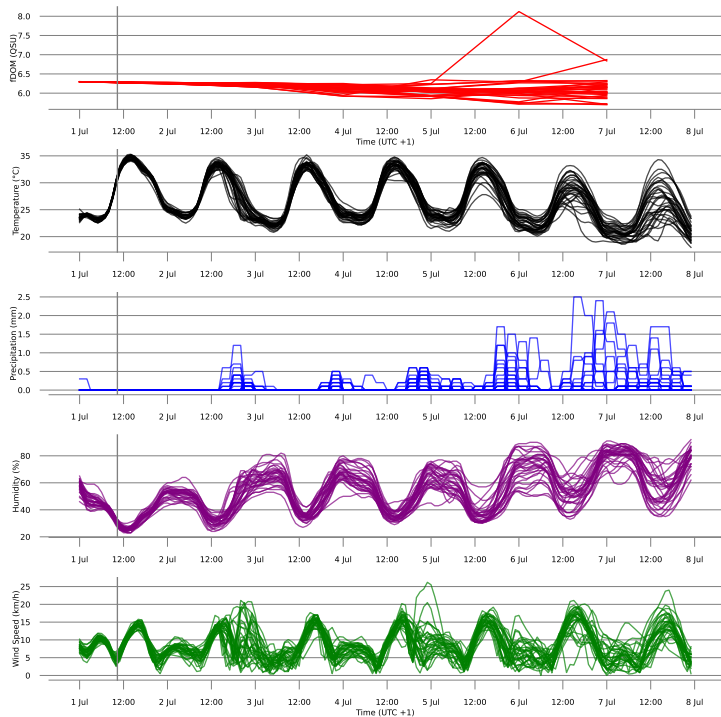 fDOM (QSU)
8.0
7.5
7.0
6.5
6.0
1 Jul 12:00 2 Jul 12:00 3 Jul 12:00 4 Jul 12:00 5 Jul 12:00 6 Jul 12:00 7 Jul 12:00 8 Jul
Time (UTC +1)
Temperature (°C)
35
30
25
20
1 Jul 12:00 2 Jul 12:00 3 Jul 12:00 4 Jul 12:00 5 Jul 12:00 6 Jul 12:00 7 Jul 12:00 8 Jul
Precipitation (mm)
2.5
2.0
1.5
1.0
0.5
0.0
1 Jul 12:00 2 Jul 12:00 3 Jul 12:00 4 Jul 12:00 5 Jul 12:00 6 Jul 12:00 7 Jul 12:00 8 Jul
Humidity (%)
80
60
40
20
1 Jul 12:00 2 Jul 12:00 3 Jul 12:00 4 Jul 12:00 5 Jul 12:00 6 Jul 12:00 7 Jul 12:00 8 Jul
Wind Speed (km/h)
25
20
15
10
5
0
1 Jul 12:00 2 Jul 12:00 3 Jul 12:00 4 Jul 12:00 5 Jul 12:00 6 Jul 12:00 7 Jul 12:00 8 Jul
Time (UTC +1)